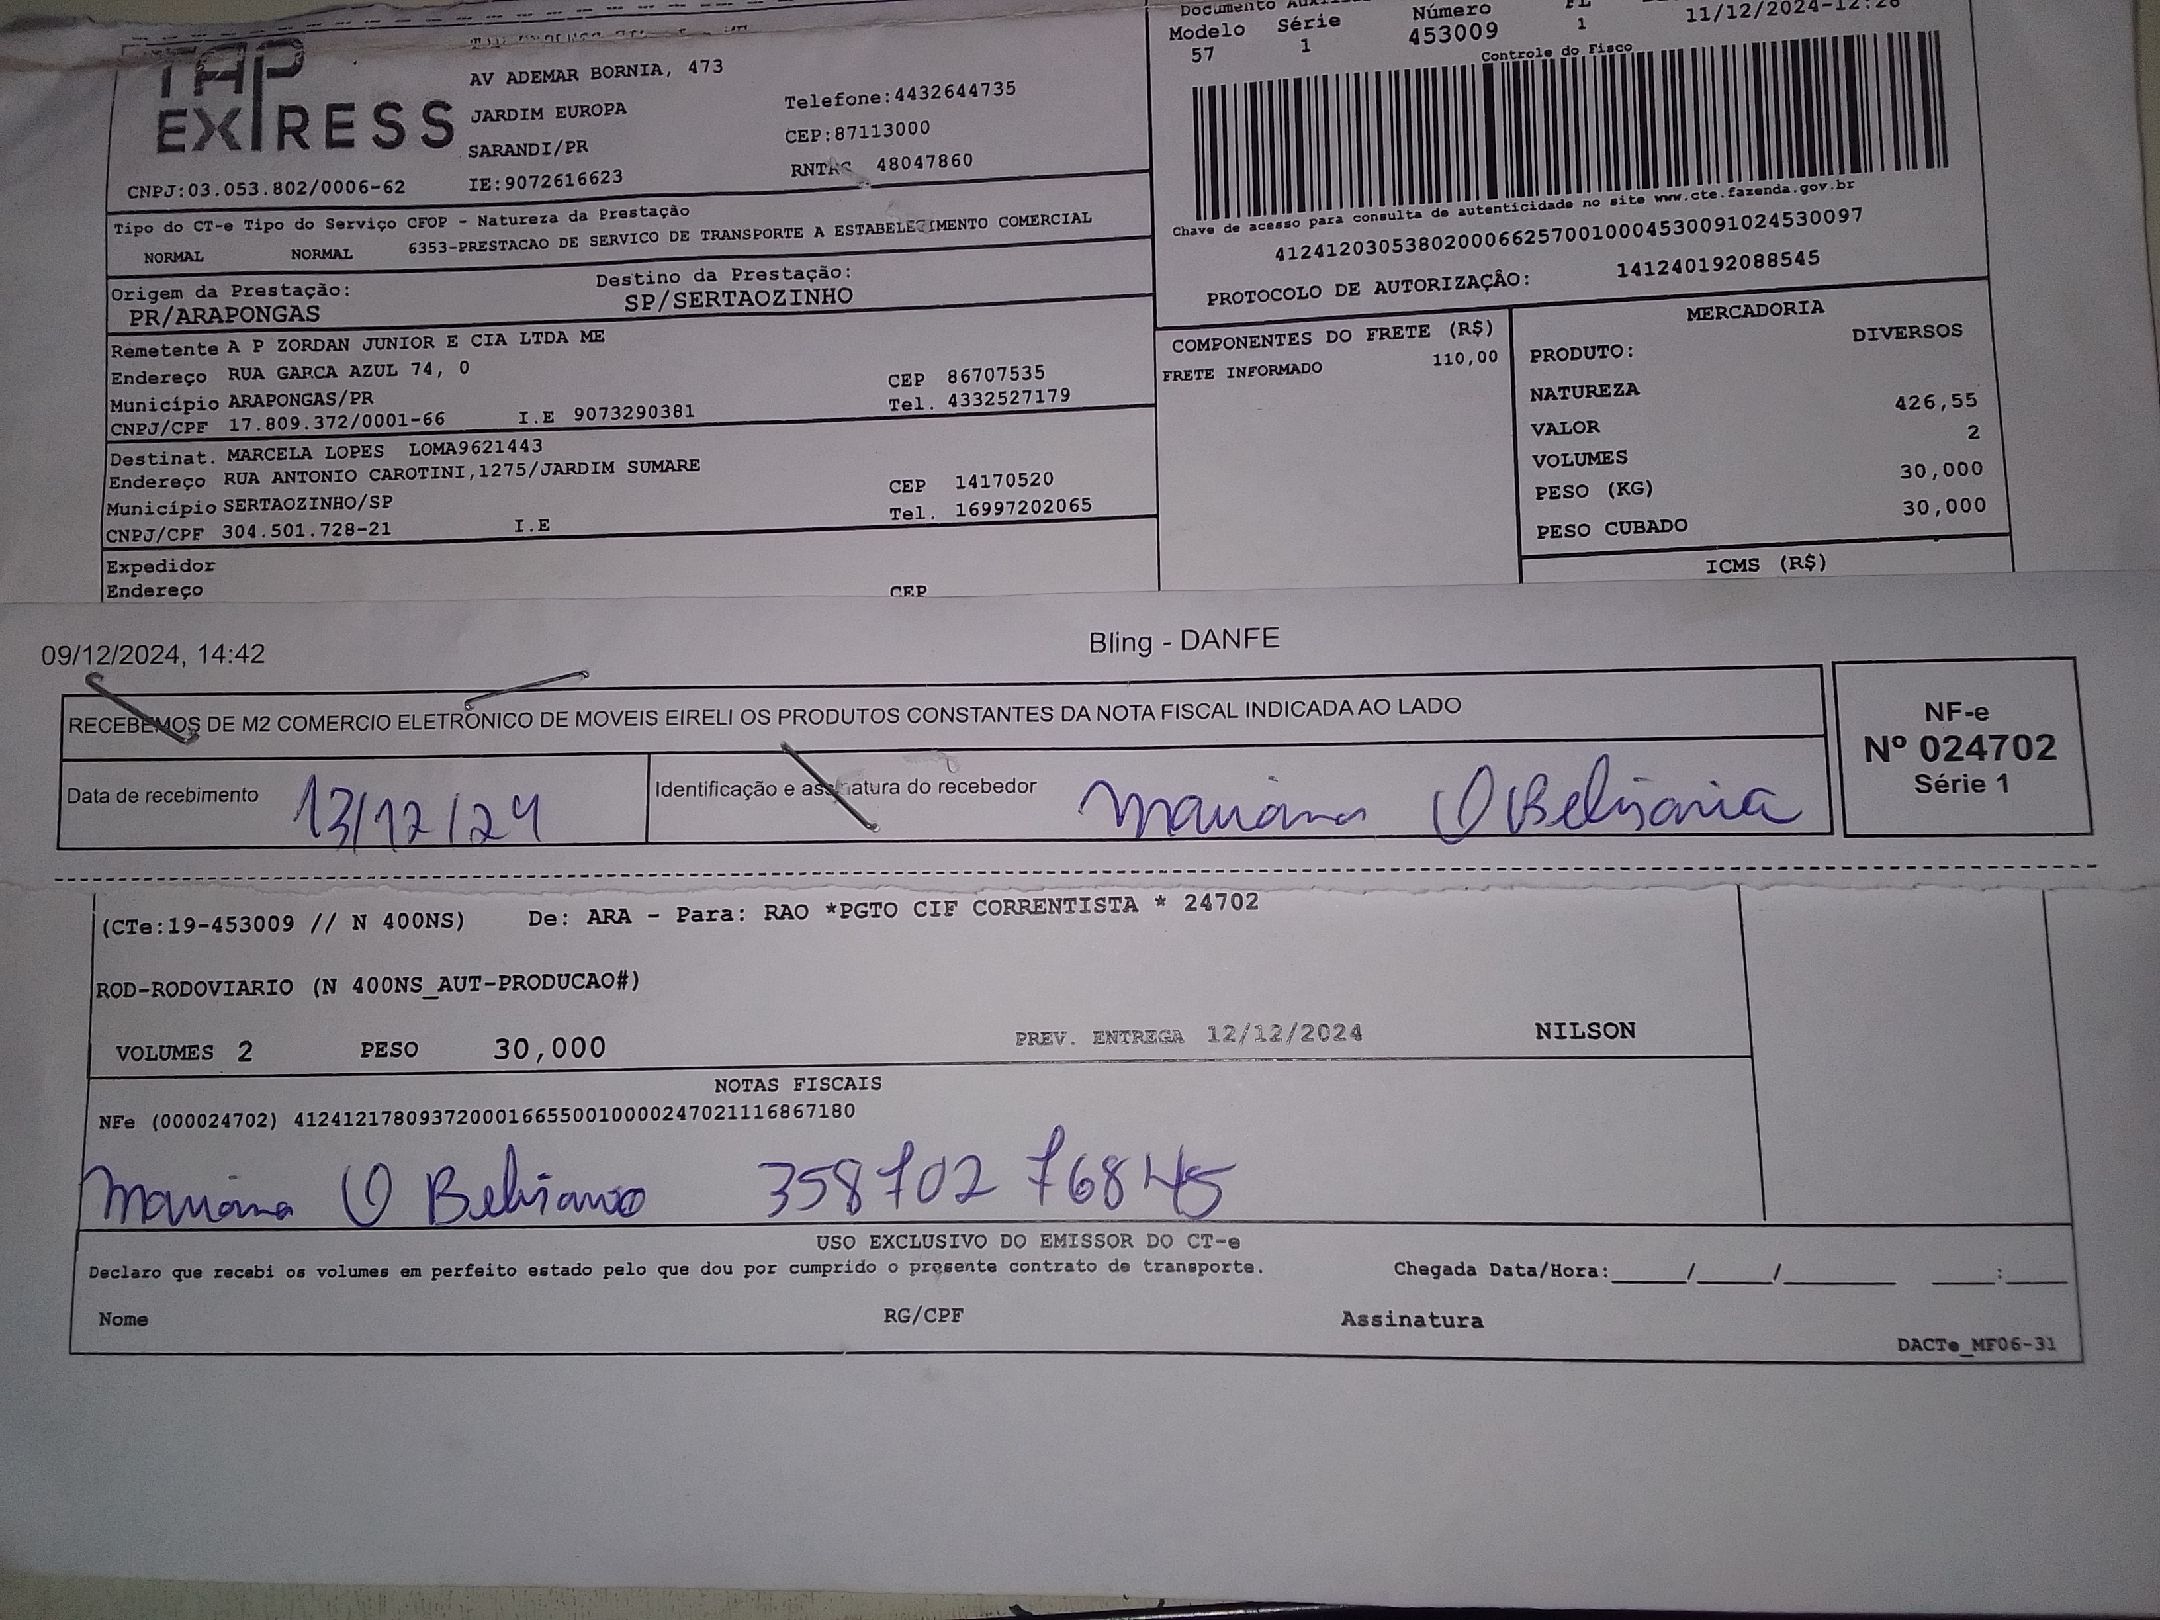 TAP EXPRESS
AV ADEMAR BORNIA, 473
JARDIM EUROPA
SARANDI/PR
Telefone:4432644735
CEP:87113000
CNPJ:03.053.802/0006-62 IE:9072616623 48047860
Modelo Série Número
57 1 453009 1 11/12/2024
Controle do Fisco
Chave de acesso para consulta de autenticidade no site www.cte.fazenda.gov.br
41241203053802000662570010004530091024530097
PROTOCOLO DE AUTORIZAÇÃO: 141240192088545
Tipo do CT-e Tipo do Serviço CFOP - Natureza da Prestação
NORMAL NORMAL 6353-PRESTACAO DE SERVICO DE TRANSPORTE A ESTABELECIMENTO COMERCIAL
Origem da Prestação: Destino da Prestação:
PR/ARAPONGAS SP/SERTAOZINHO
Remetente A P ZORDAN JUNIOR E CIA LTDA ME
Endereço RUA GARCA AZUL 74, 0 CEP 86707535
Município ARAPONGAS/PR Tel. 4332527179
CNPJ/CPF 17.809.372/0001-66 I.E 9073290381
Destinat. MARCELA LOPES LOMA9621443
Endereço RUA ANTONIO CAROTINI,1275/JARDIM SUMARE CEP 14170520
Município SERTAOZINHO/SP Tel. 16997202065
CNPJ/CPF 304.501.728-21 I.E
Expedidor
Endereço CEP
COMPONENTES DO FRETE (R$)
FRETE INFORMADO 110,00
MERCADORIA
PRODUTO: DIVERSOS
NATUREZA
VALOR 426,55
VOLUMES 2
PESO (KG) 30,000
PESO CUBADO 30,000
ICMS (R$)
09/12/2024, 14:42 Bling - DANFE
RECEBEMOS DE M2 COMERCIO ELETRÔNICO DE MOVEIS EIRELI OS PRODUTOS CONSTANTES DA NOTA FISCAL INDICADA AO LADO
NF-e
Nº 024702
Série 1
Data de recebimento 13/12/24 Identificação e assinatura do recebedor Mariana O Belisario
(CTe:19-453009 // N 400NS) De: ARA - Para: RAO *PGTO CIF CORRENTISTA * 24702
ROD-RODOVIARIO (N 400NS_AUT-PRODUCAO#)
VOLUMES 2 PESO 30,000 PREV. ENTREGA 12/12/2024 NILSON
NOTAS FISCAIS
NFe (000024702) 41241217809372000166550010000247021116867180
Mariana O Belisario 358702 76845
USO EXCLUSIVO DO EMISSOR DO CT-e
Declaro que recebi os volumes em perfeito estado pelo que dou por cumprido o presente contrato de transporte. Chegada Data/Hora:____/____/______ ____:____
Nome RG/CPF Assinatura
DACTe_MF06-31